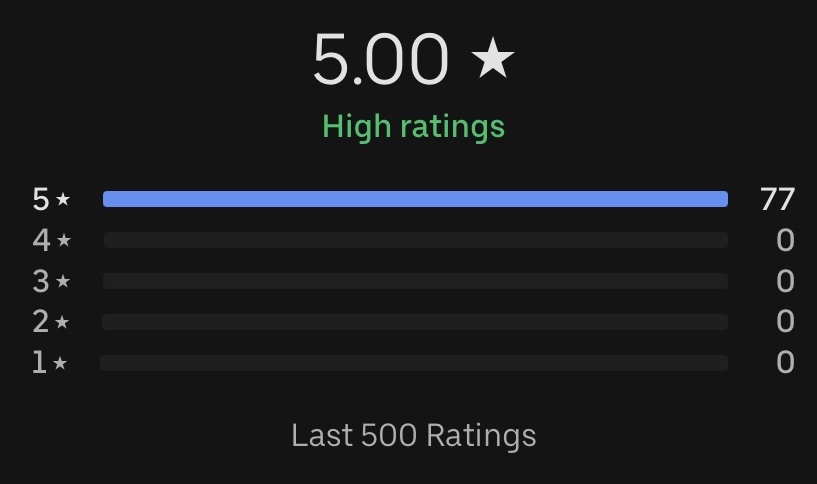 5.00 ★
High ratings
5 ★ 77
4 ★ 0
3 ★ 0
2 ★ 0
1 ★ 0
Last 500 Ratings